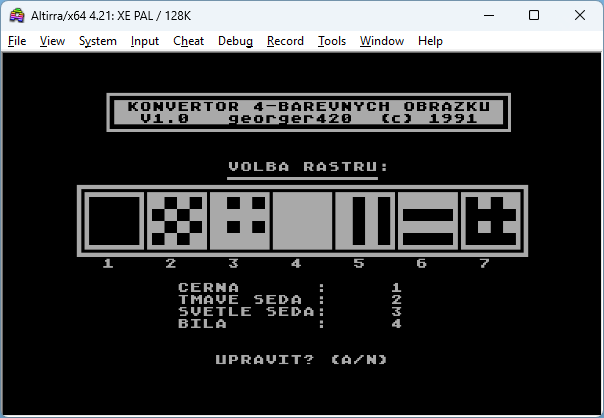 Altirra/x64 4.21: XE PAL / 128K
File View System Input Cheat Debug Record Tools Window Help
KONVERTOR 4-BAREVNYCH OBRAZKU
V1.0 georger420 (c) 1991
VOLBA RASTRU:
1 2 3 4 5 6 7
CERNA : 1
TMAVE SEDA : 2
SVETLE SEDA: 3
BILA : 4
UPRAVIT? (A/N)